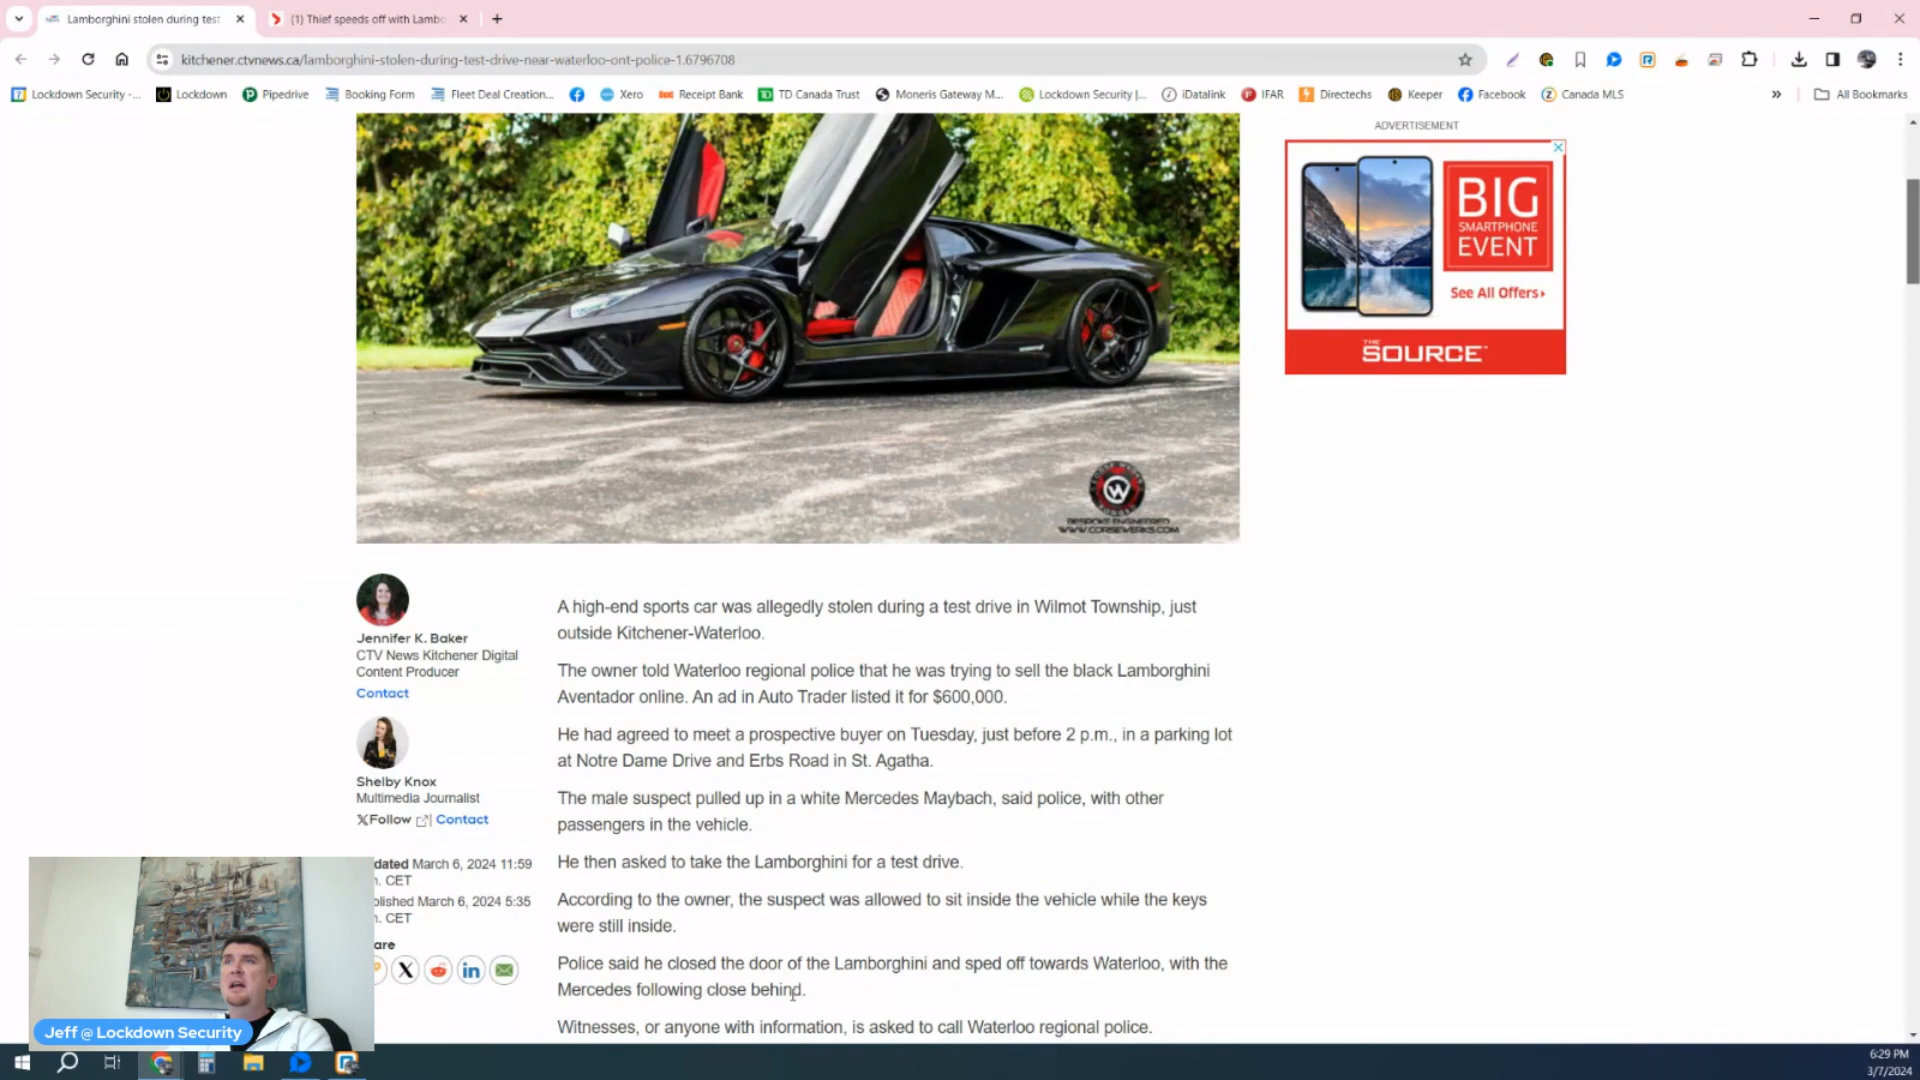 Lamborghini stolen during test
(1) Thief speeds off with Lambo
kitchener.ctvnews.ca/lamborghini-stolen-during-test-drive-near-waterloo-ont-police-1.6796708
Lockdown Security -... Lockdown Pipedrive Booking Form Fleet Deal Creation... Xero Receipt Bank TD Canada Trust Moneris Gateway M... Lockdown Security |... iDatalink IFAR Directechs Keeper Facebook Canada MLS All Bookmarks
ADVERTISEMENT
BIG
SMARTPHONE
EVENT
See All Offers
THE
SOURCE
BESPOKE ENGINEERED
WWW.CORSEWERKS.COM
Jennifer K. Baker
CTV News Kitchener Digital
Content Producer
Contact
Shelby Knox
Multimedia Journalist
Follow | Contact
dated March 6, 2024 11:59
. CET
lished March 6, 2024 5:35
. CET
are
A high-end sports car was allegedly stolen during a test drive in Wilmot Township, just
outside Kitchener-Waterloo.
The owner told Waterloo regional police that he was trying to sell the black Lamborghini
Aventador online. An ad in Auto Trader listed it for $600,000.
He had agreed to meet a prospective buyer on Tuesday, just before 2 p.m., in a parking lot
at Notre Dame Drive and Erbs Road in St. Agatha.
The male suspect pulled up in a white Mercedes Maybach, said police, with other
passengers in the vehicle.
He then asked to take the Lamborghini for a test drive.
According to the owner, the suspect was allowed to sit inside the vehicle while the keys
were still inside.
Police said he closed the door of the Lamborghini and sped off towards Waterloo, with the
Mercedes following close behind.
Witnesses, or anyone with information, is asked to call Waterloo regional police.
Jeff @ Lockdown Security
6:29 PM
3/7/2024